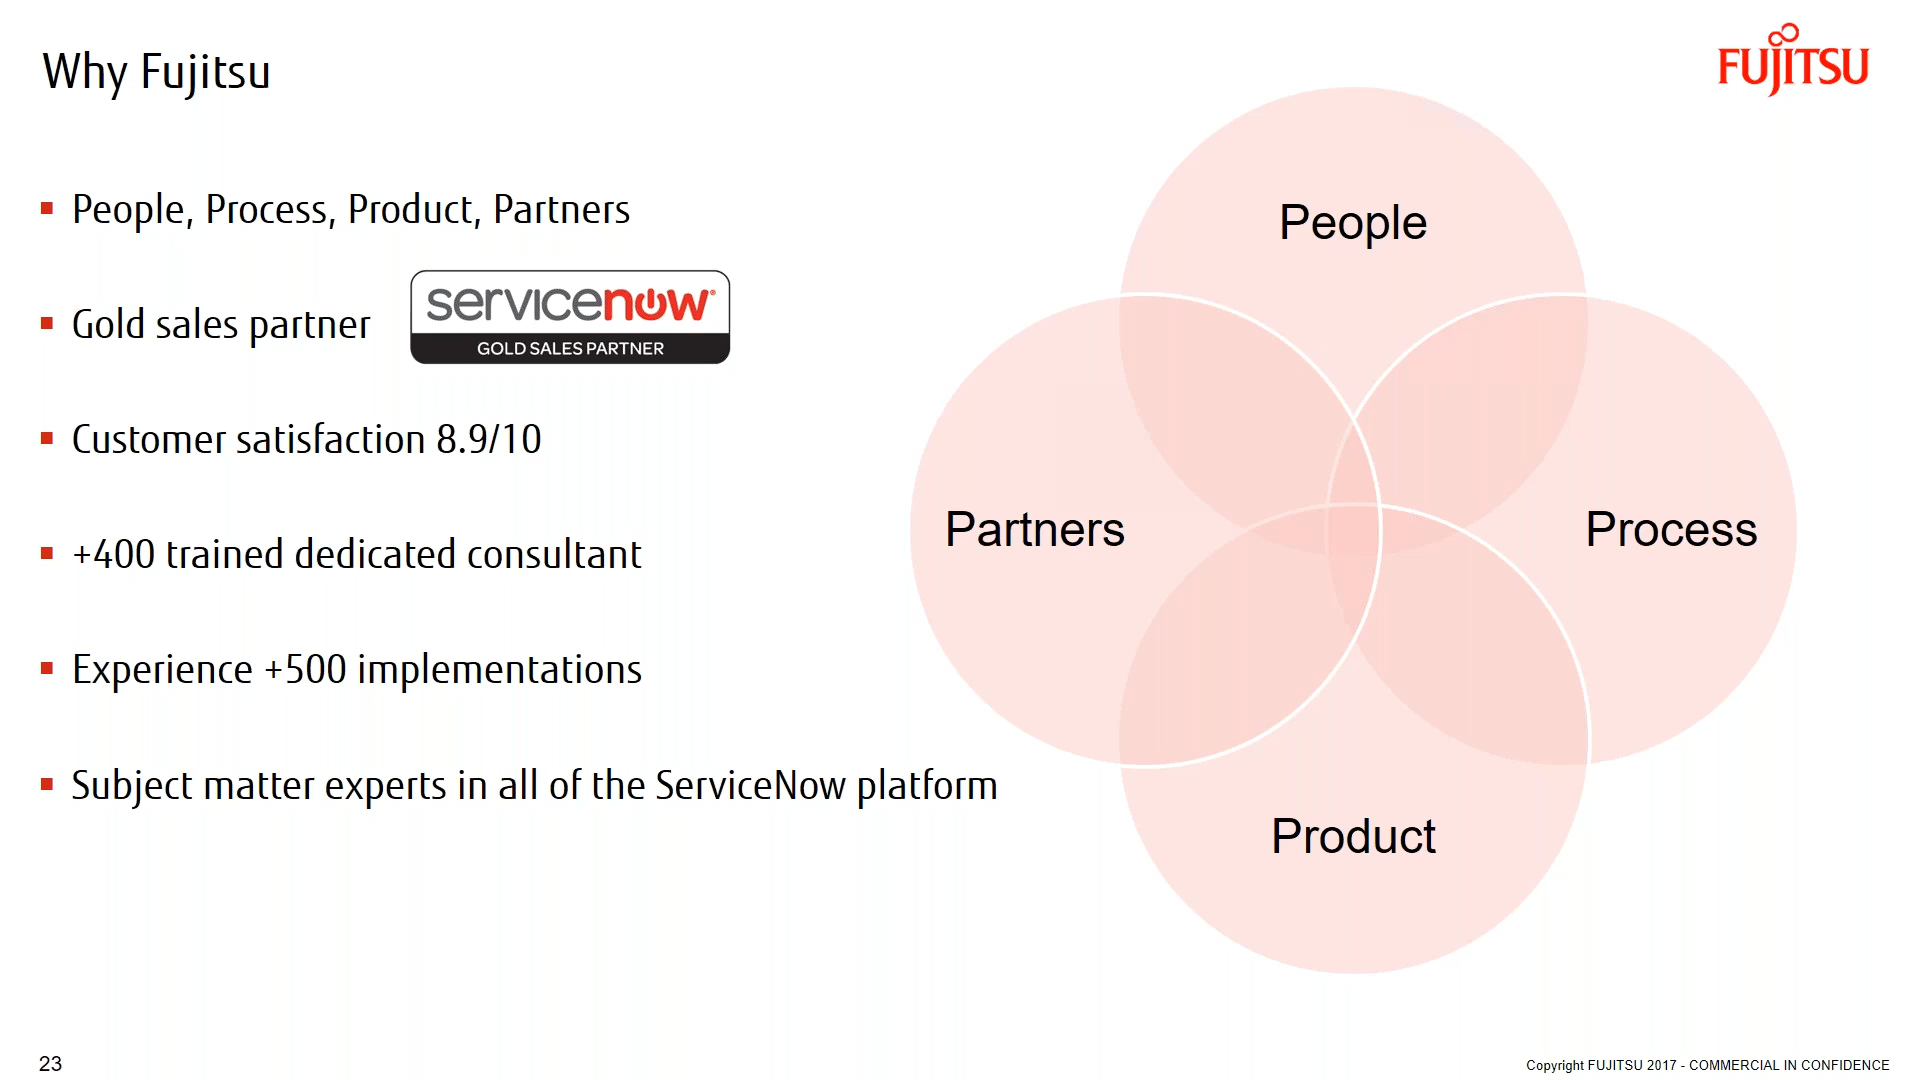 Why Fujitsu
FUJITSU
People, Process, Product, Partners
Gold sales partner
servicenow®
GOLD SALES PARTNER
Customer satisfaction 8.9/10
+400 trained dedicated consultant
Experience +500 implementations
Subject matter experts in all of the ServiceNow platform
People
Partners
Process
Product
23
Copyright FUJITSU 2017 - COMMERCIAL IN CONFIDENCE